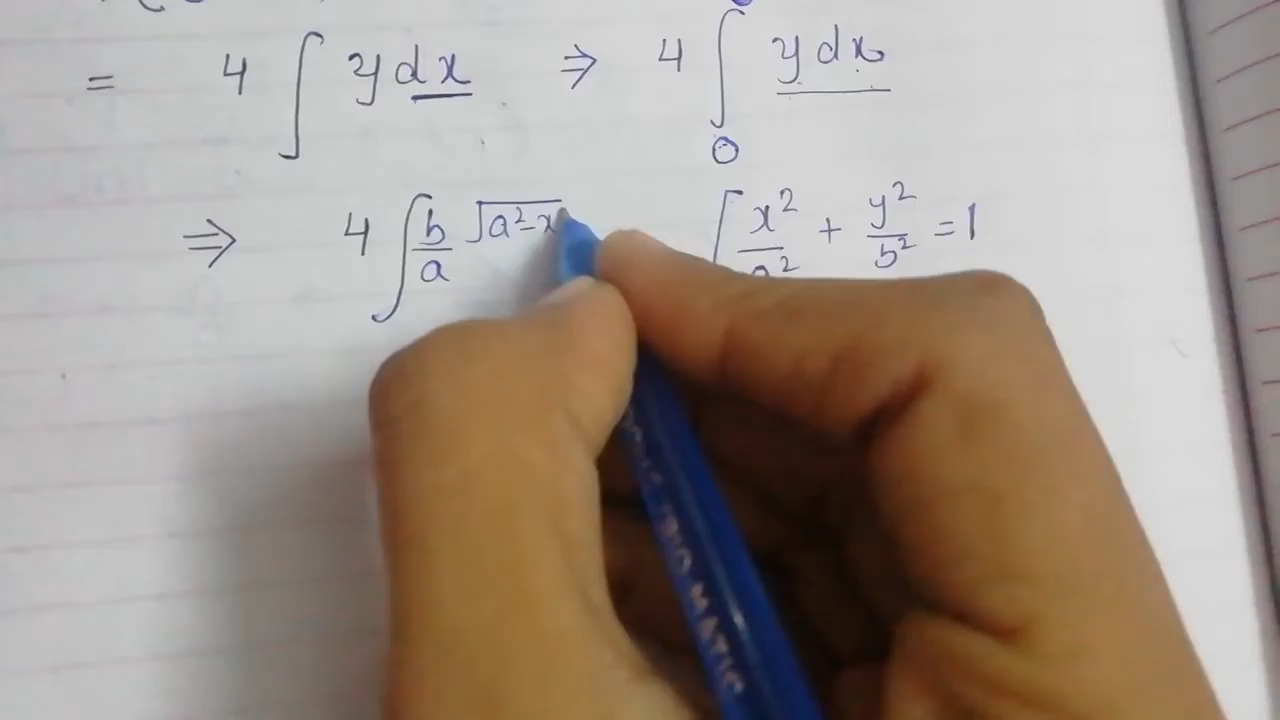 = 4 ∫ y dx ⇒ 4 ∫₀ y dx
⇒ 4 ∫ b/a √a²-x [x²/a² + y²/b² = 1